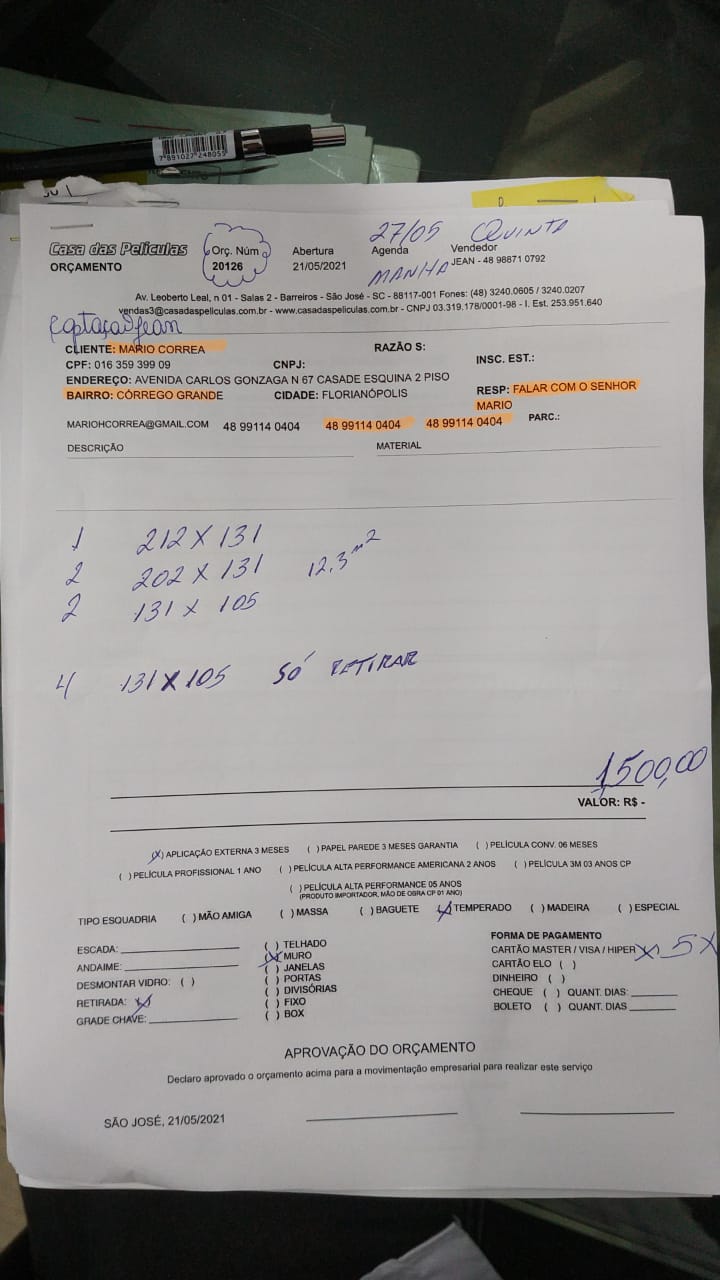 7891027248055
27/05 QUINTA
Casa das Películas
ORÇAMENTO
Orç. Núm
20126
Abertura
21/05/2021
Agenda
MANHA
Vendedor
JEAN - 48 98871 0792
Av. Leoberto Leal, n 01 - Salas 2 - Barreiros - São José - SC - 88117-001 Fones: (48) 3240.0605 / 3240.0207
vendas3@casadaspeliculas.com.br - www.casadaspeliculas.com.br - CNPJ 03.319.178/0001-98 - I. Est. 253.951.640
Captação Jean
CLIENTE: MARIO CORREA
RAZÃO S:
CPF: 016 359 399 09
CNPJ:
INSC. EST.:
ENDEREÇO: AVENIDA CARLOS GONZAGA N 67 CASADE ESQUINA 2 PISO
BAIRRO: CÓRREGO GRANDE
CIDADE: FLORIANÓPOLIS
RESP: FALAR COM O SENHOR
MARIO
MARIOHCORREA@GMAIL.COM
48 99114 0404
48 99114 0404
48 99114 0404
PARC.:
DESCRIÇÃO
MATERIAL
1 212 X 131
2 202 X 131 12,3 m²
2 131 x 105
4 131 X 105 SÓ RETIRAR
1500,00
VALOR: R$ -
(X) APLICAÇÃO EXTERNA 3 MESES ( ) PAPEL PAREDE 3 MESES GARANTIA ( ) PELÍCULA CONV. 06 MESES
( ) PELÍCULA PROFISSIONAL 1 ANO ( ) PELÍCULA ALTA PERFORMANCE AMERICANA 2 ANOS ( ) PELÍCULA 3M 03 ANOS CP
( ) PELÍCULA ALTA PERFORMANCE 05 ANOS
(PRODUTO IMPORTADOR, MÃO DE OBRA CP 01 ANO)
TIPO ESQUADRIA ( ) MÃO AMIGA ( ) MASSA ( ) BAGUETE (X) TEMPERADO ( ) MADEIRA ( ) ESPECIAL
ESCADA:
ANDAIME:
DESMONTAR VIDRO: ( )
RETIRADA: (X)
GRADE CHAVE:
( ) TELHADO
(X) MURO
( ) JANELAS
( ) PORTAS
( ) DIVISÓRIAS
( ) FIXO
( ) BOX
FORMA DE PAGAMENTO
CARTÃO MASTER / VISA / HIPER (X) 5X
CARTÃO ELO ( )
DINHEIRO ( )
CHEQUE ( ) QUANT. DIAS:
BOLETO ( ) QUANT. DIAS
APROVAÇÃO DO ORÇAMENTO
Declaro aprovado o orçamento acima para a movimentação empresarial para realizar este serviço
SÃO JOSÉ, 21/05/2021